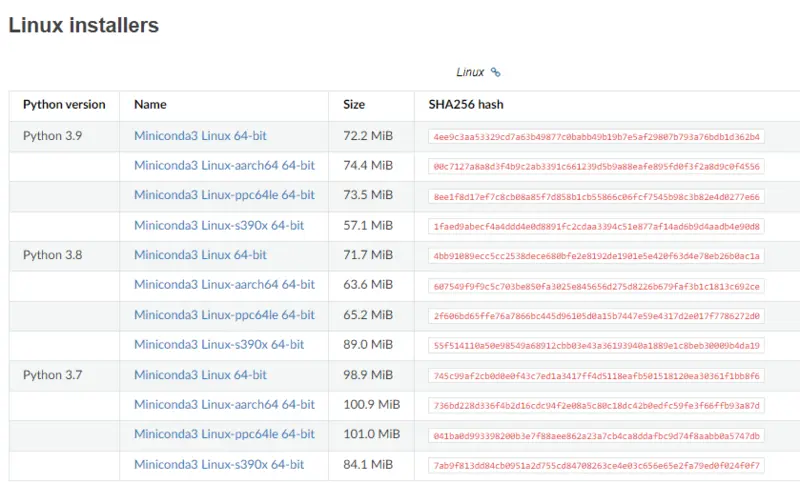 Linux installers
Linux
Python version Name Size SHA256 hash
Python 3.9 Miniconda3 Linux 64-bit 72.2 MiB 4ee9c3aa53329cd7a63b49877c0babb49b19b7e5af29807b793a76bdb1d362b4
Miniconda3 Linux-aarch64 64-bit 74.4 MiB 00c7127a8a8d3f4b9c2ab3391c661239d5b9a88eafe895fd0f3f2a8d9c0f4556
Miniconda3 Linux-ppc64le 64-bit 73.5 MiB 8ee1f8d17ef7c8cb08a85f7d858b1cb55866c06fcf7545b98c3b82e4d0277e66
Miniconda3 Linux-s390x 64-bit 57.1 MiB 1faed9abecf4a4ddd4e0d8891fc2cdaa3394c51e877af14ad6b9d4aadb4e90d8
Python 3.8 Miniconda3 Linux 64-bit 71.7 MiB 4bb91089ecc5cc2538dece680bfe2e8192de1901e5e420f63d4e78eb26b0ac1a
Miniconda3 Linux-aarch64 64-bit 63.6 MiB 607549f9f9c5c703be850fa3025e845656d275d8226b679faf3b1c1813c692ce
Miniconda3 Linux-ppc64le 64-bit 65.2 MiB 2f606bd65ffe76a7866bc445d96105d0a15b7447e59e4317d2e017f7786272d0
Miniconda3 Linux-s390x 64-bit 89.0 MiB 55f514110a50e98549a68912cbb03e43a36193940a1889e1c8beb30009b4da19
Python 3.7 Miniconda3 Linux 64-bit 98.9 MiB 745c99af2cb0d0e0f43c7ed1a3417ff4d5118eafb501518120ea30361f1bb8f6
Miniconda3 Linux-aarch64 64-bit 100.9 MiB 736bd228d336f4b2d16cdc94f2e08a5c80c18dc42b0edfc59fe3f66ffb93a87d
Miniconda3 Linux-ppc64le 64-bit 101.0 MiB 041ba0d993398200b3e7f88aee862a23a7cb4ca8ddafbc9d74f8aabb0a5747db
Miniconda3 Linux-s390x 64-bit 84.1 MiB 7ab9f813dd84cb0951a2d755cd84708263ce4e03c656e65e2fa79ed0f024f0f7